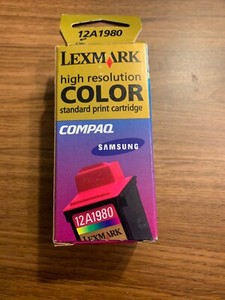 12A1980
LEXMARK
high resolution
COLOR
standard print cartridge
COMPAQ
SAMSUNG
12A1980
LEXMARK